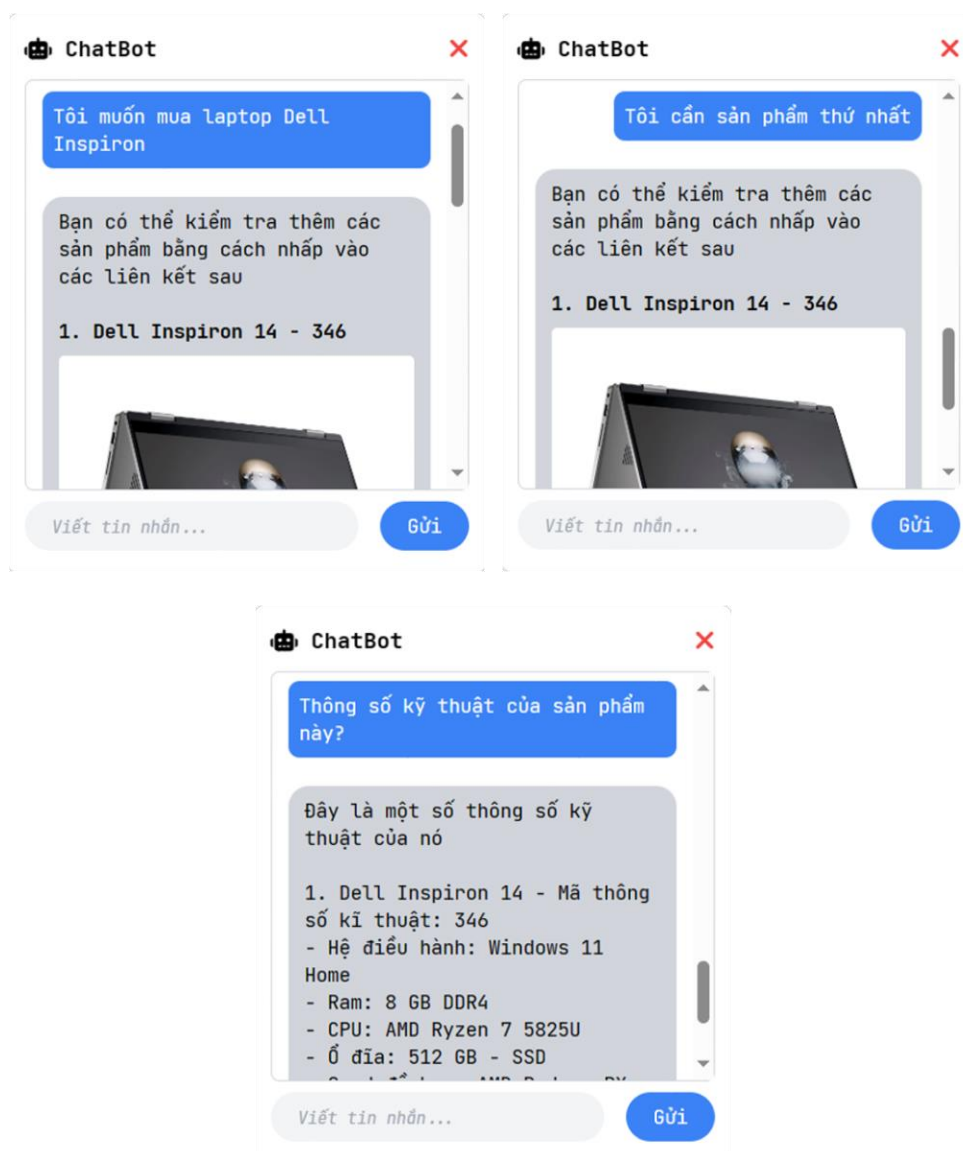 ChatBot
Tôi muốn mua laptop Dell
Inspiron
Bạn có thể kiểm tra thêm các
sản phẩm bằng cách nhấp vào
các liên kết sau
1. Dell Inspiron 14 - 346
Viết tin nhắn...
Gửi
ChatBot
Tôi cần sản phẩm thứ nhất
Bạn có thể kiểm tra thêm các
sản phẩm bằng cách nhấp vào
các liên kết sau
1. Dell Inspiron 14 - 346
Viết tin nhắn...
Gửi
ChatBot
Thông số kỹ thuật của sản phẩm
này?
Đây là một số thông số kỹ
thuật của nó
1. Dell Inspiron 14 - Mã thông
số kĩ thuật: 346
- Hệ điều hành: Windows 11
Home
- Ram: 8 GB DDR4
- CPU: AMD Ryzen 7 5825U
- Ổ đĩa: 512 GB - SSD
Viết tin nhắn...
Gửi